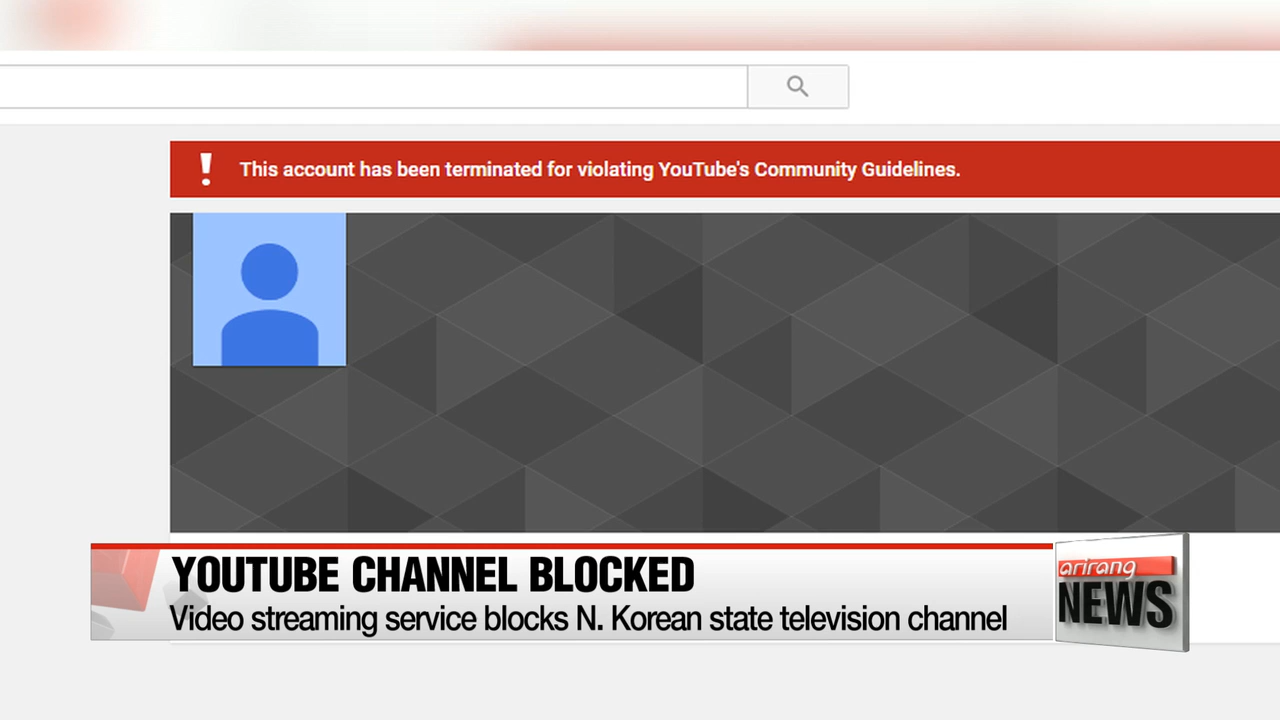 This account has been terminated for violating YouTube's Community Guidelines.
YOUTUBE CHANNEL BLOCKED
Video streaming service blocks N. Korean state television channel
arirang
NEWS